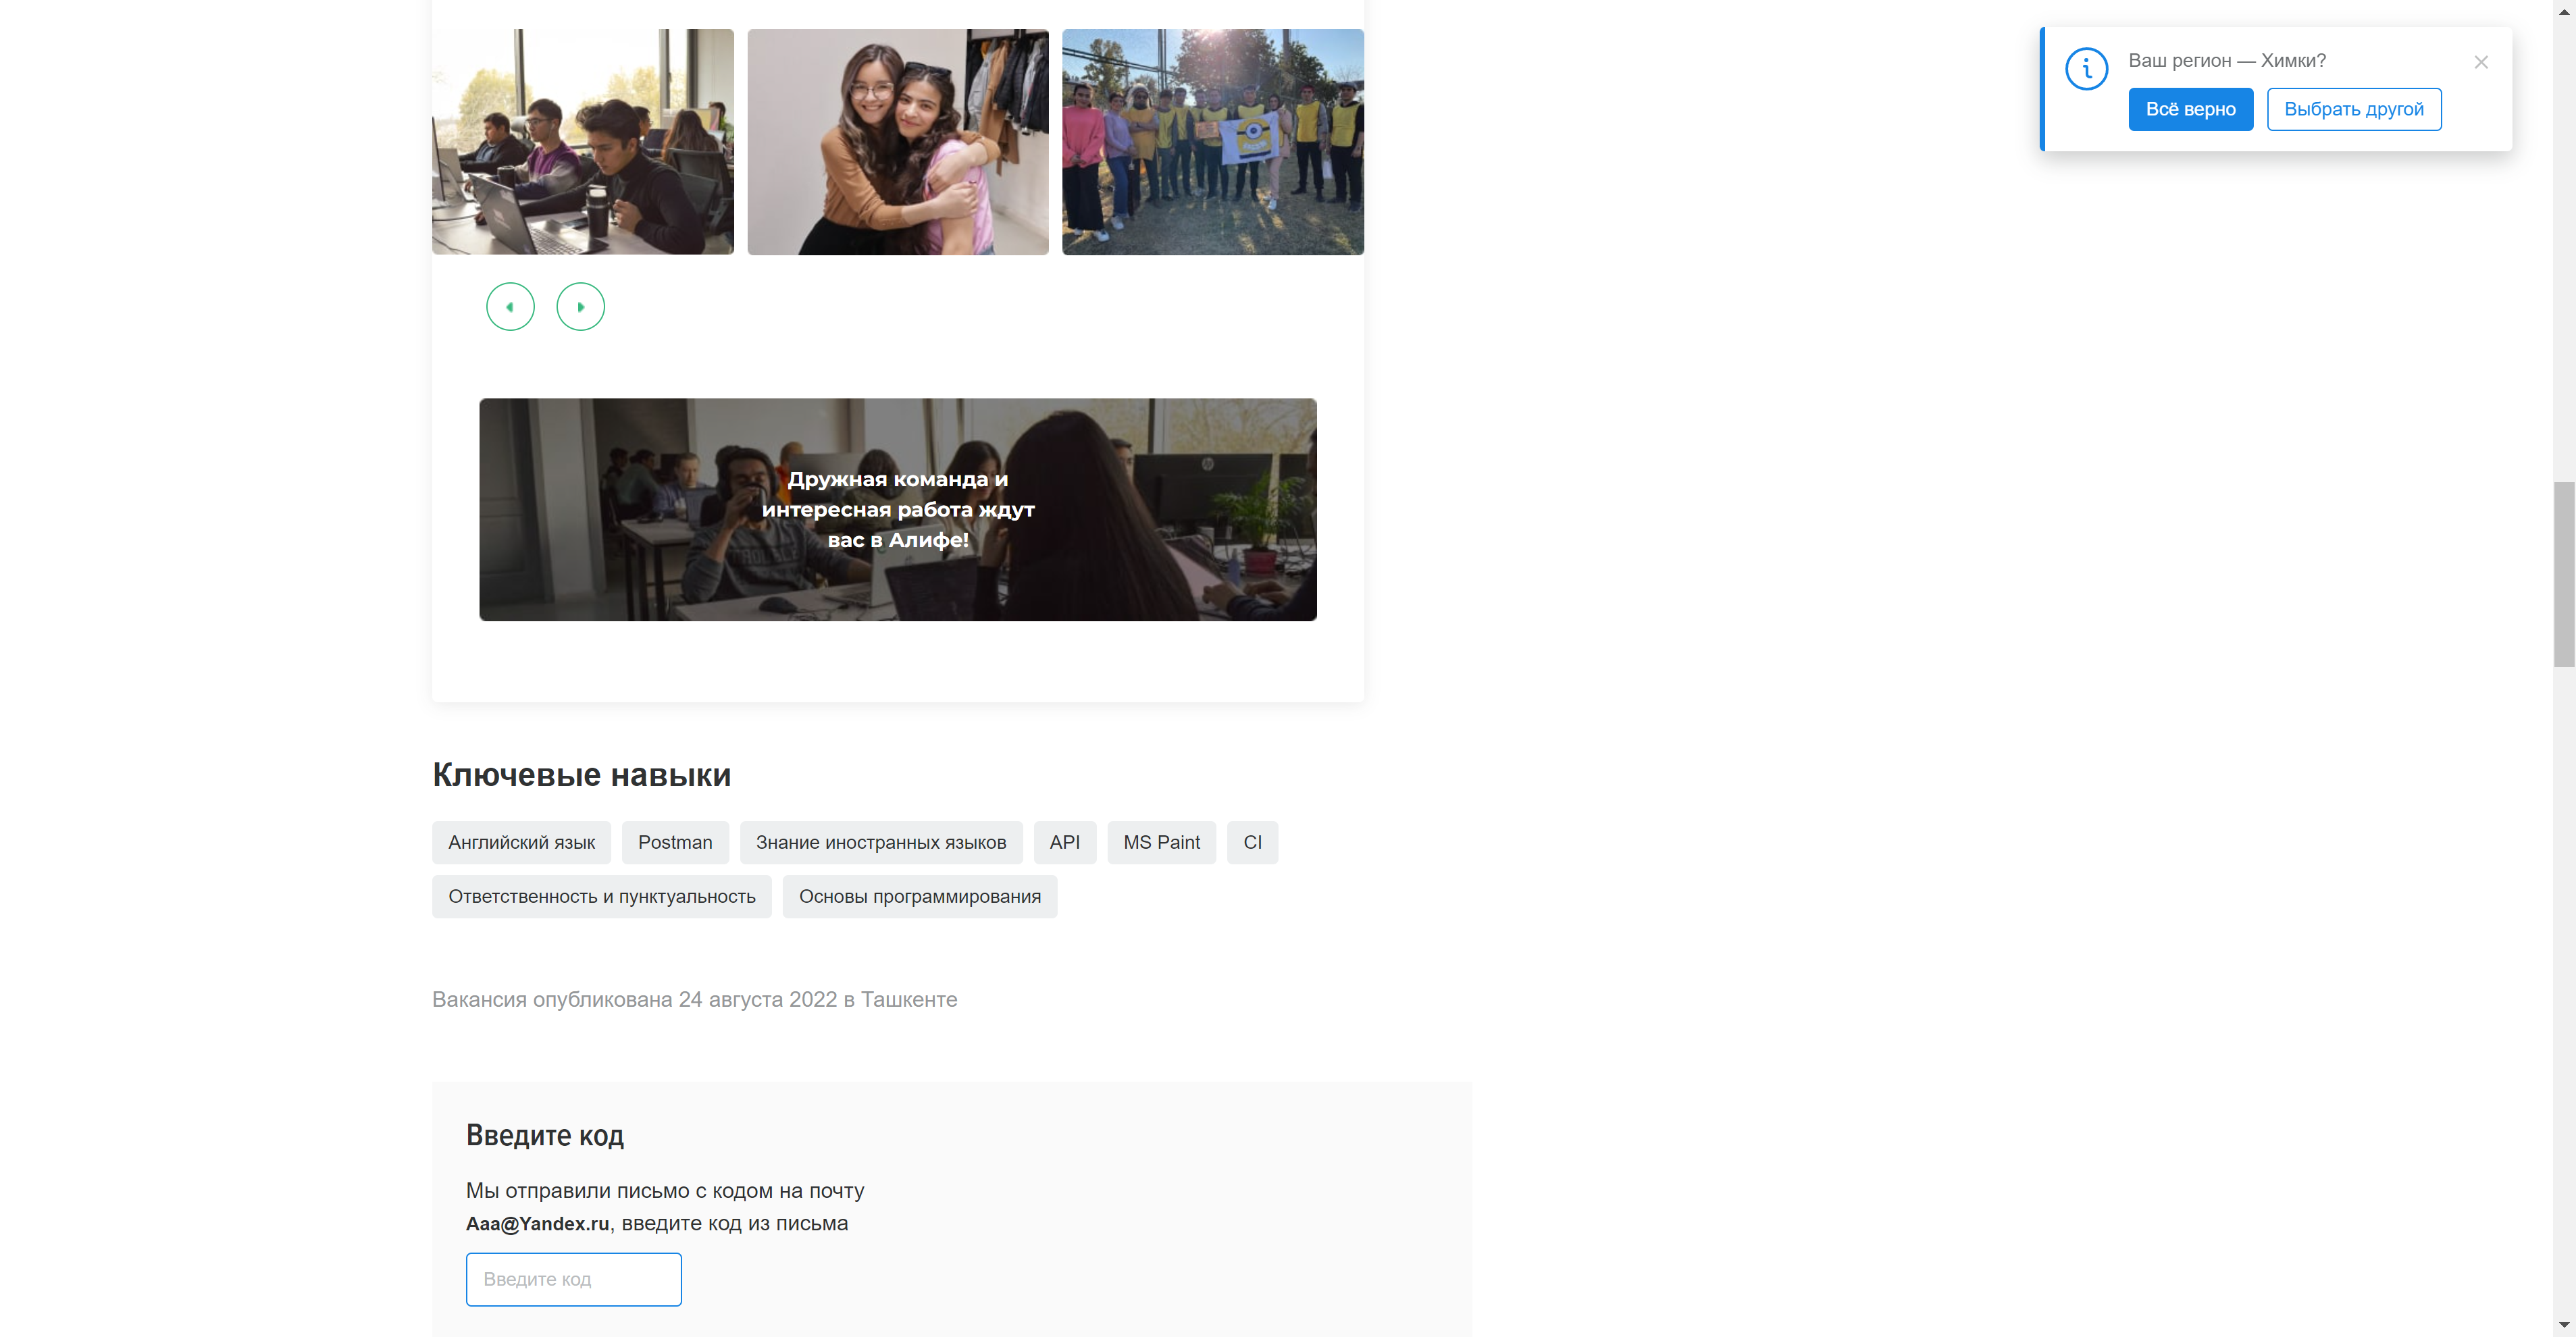 Ваш регион — Химки?
Всё верно
Выбрать другой
Дружная команда и
интересная работа ждут
вас в Алифе!
Ключевые навыки
Английский язык
Postman
Знание иностранных языков
API
MS Paint
CI
Ответственность и пунктуальность
Основы программирования
Вакансия опубликована 24 августа 2022 в Ташкенте
Введите код
Мы отправили письмо с кодом на почту
Aaa@Yandex.ru, введите код из письма
Введите код